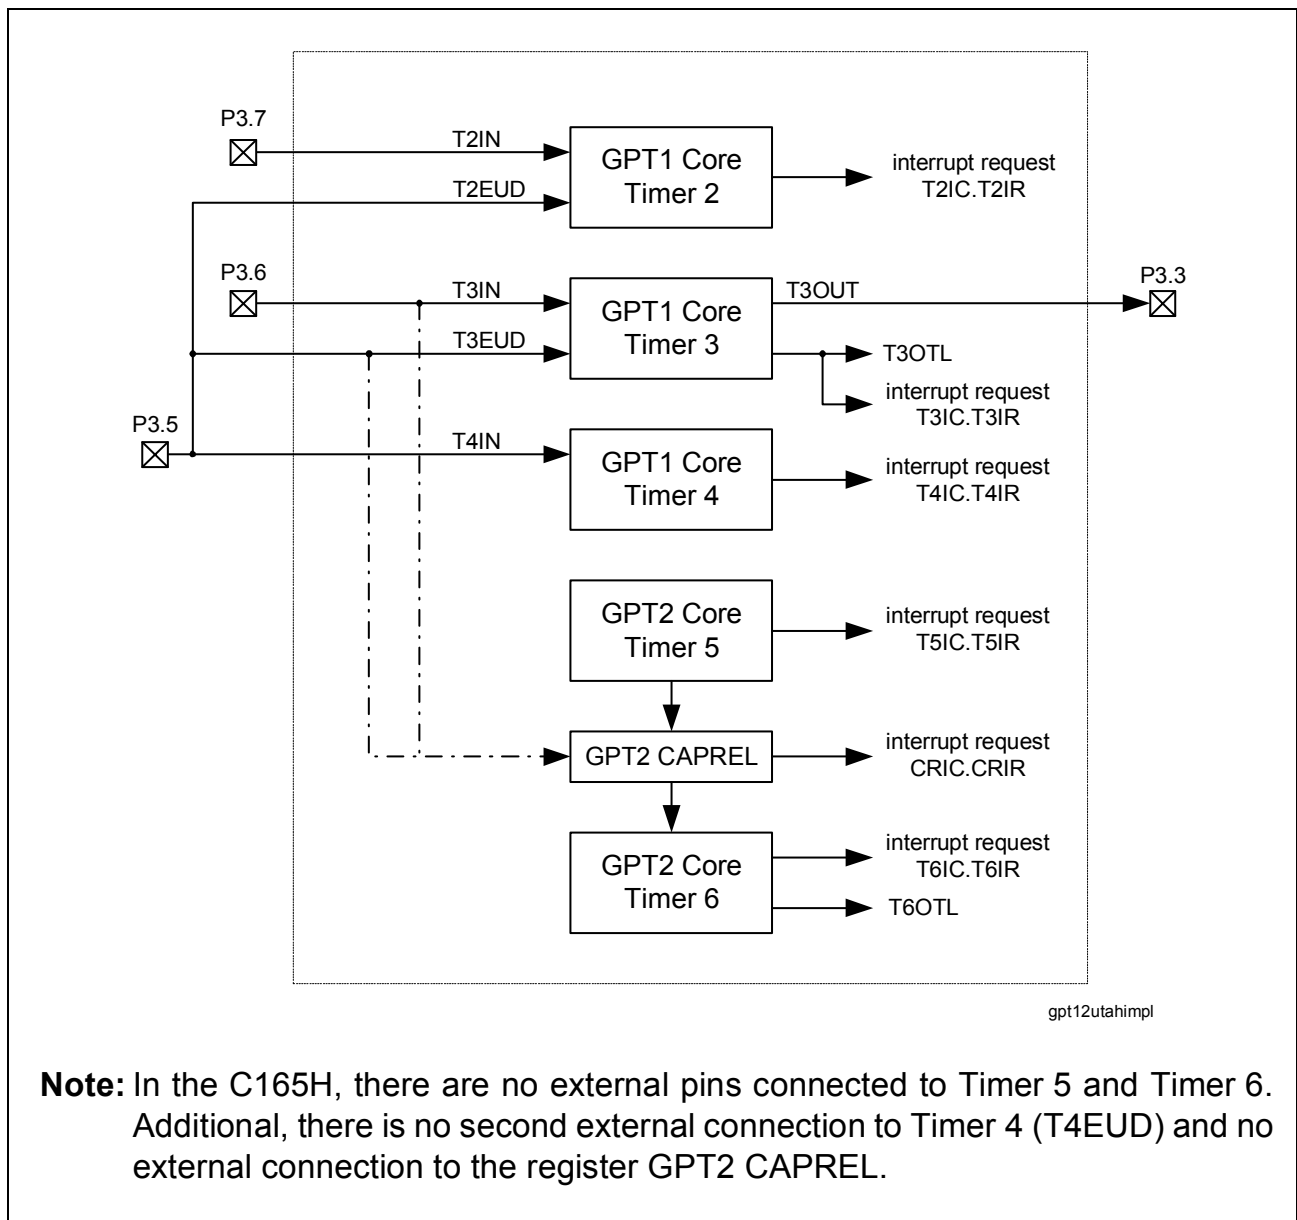 P3.7
T2IN
GPT1 Core
Timer 2
interrupt request
T2IC.T2IR
T2EUD
P3.6
T3IN
GPT1 Core
Timer 3
T3OUT
P3.3
T3EUD
T3OTL
interrupt request
T3IC.T3IR
P3.5
T4IN
GPT1 Core
Timer 4
interrupt request
T4IC.T4IR
GPT2 Core
Timer 5
interrupt request
T5IC.T5IR
GPT2 CAPREL
interrupt request
CRIC.CRIR
GPT2 Core
Timer 6
interrupt request
T6IC.T6IR
T6OTL
gpt12utahimpl
Note: In the C165H, there are no external pins connected to Timer 5 and Timer 6.
Additional, there is no second external connection to Timer 4 (T4EUD) and no
external connection to the register GPT2 CAPREL.